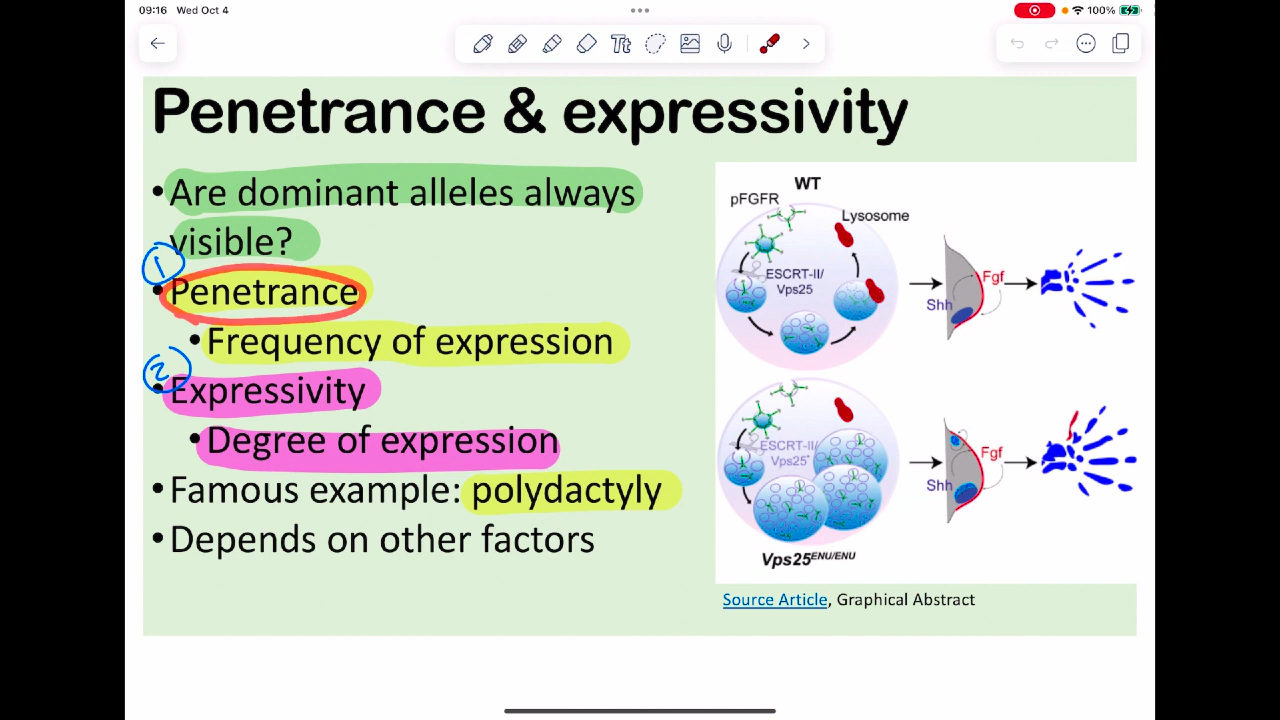 09:16 Wed Oct 4
100%
Tt
Penetrance & expressivity
•Are dominant alleles always
visible?
1
•Penetrance
•Frequency of expression
2
•Expressivity
•Degree of expression
•Famous example: polydactyly
•Depends on other factors
WT
pFGFR
Lysosome
ESCRT-II/
Vps25
Fgf
Shh
ESCRT-II/
Vps25*
Fgf
Shh
Vps25ENU/ENU
Source Article, Graphical Abstract